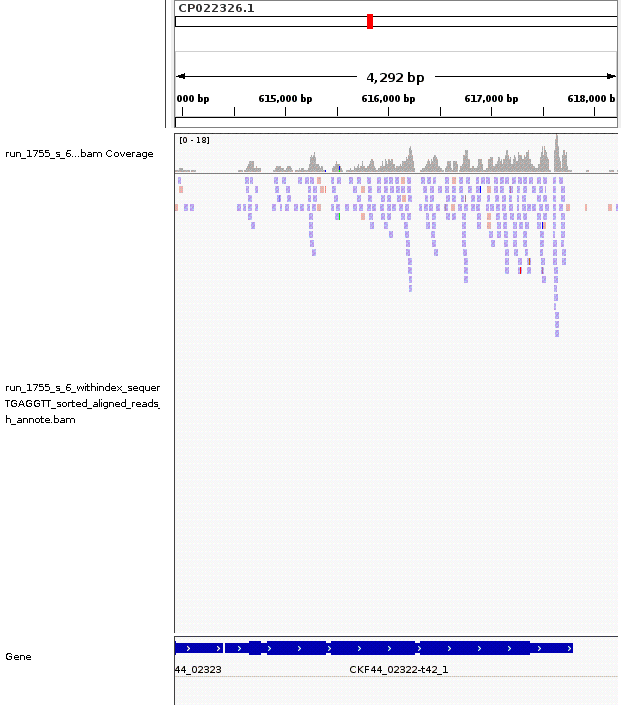 CP022326.1
4,292 bp
000 bp 615,000 bp 616,000 bp 617,000 bp 618,000 b
[0 - 18]
run_1755_s_6...bam Coverage
run_1755_s_6_withindex_sequer
TGAGGTT_sorted_aligned_reads_
h_annote.bam
Gene
44_02323 CKF44_02322-t42_1